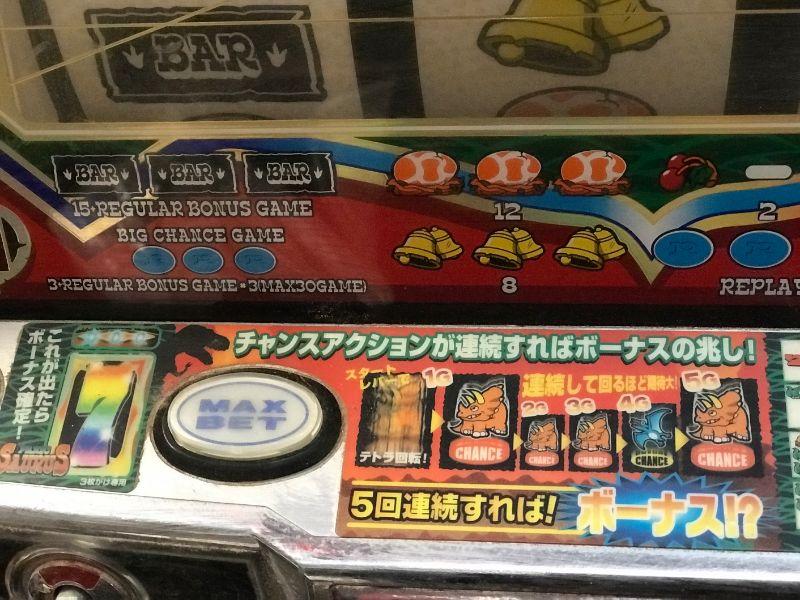 BAR
BAR BAR BAR
15+REGULAR BONUS GAME
12
2
BIG CHANCE GAME
3+REGULAR BONUS GAME*3(MAX30GAME)
8
REPLAY
これが出たら
ボーナス確定!
7
SAURUS
3枚がけ専用
MAX
BET
チャンスアクションが連続すればボーナスの兆し!
スタート
レバーで
1G
連続して回るほど期待大!
2G
3G
4G
5G
テトラ回転!
CHANCE
CHANCE
CHANCE
CHANCE
CHANCE
5回連続すれば!
ボーナス!?